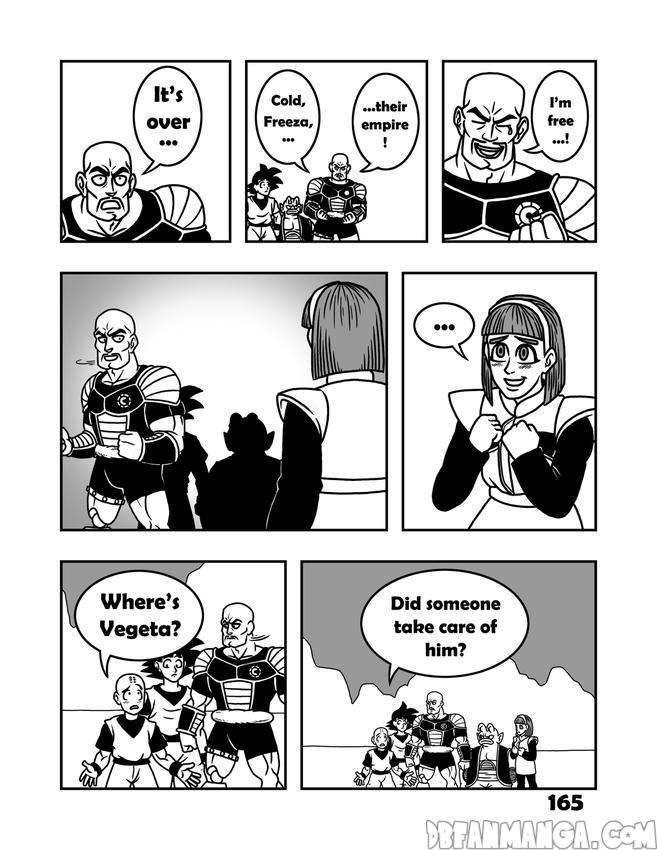 It's
over
...
Cold,
Freeza,
...
...their
empire
!
I'm
free
...!
...
Where's
Vegeta?
Did someone
take care of
him?
165
DBFANMANGA.COM